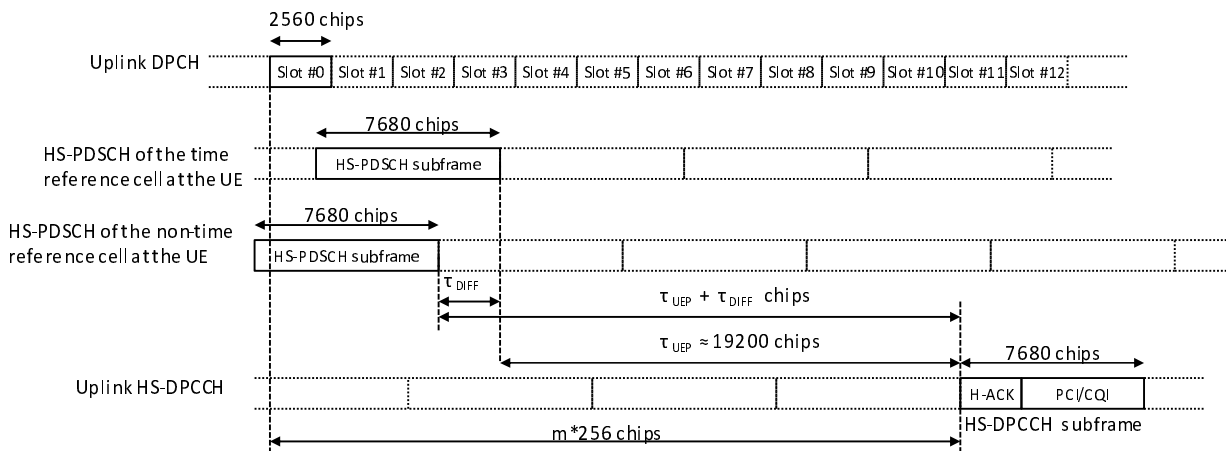 2560 chips
Uplink DPCH
Slot #0 Slot #1 Slot #2 Slot #3 Slot #4 Slot #5 Slot #6 Slot #7 Slot #8 Slot #9 Slot #10 Slot #11 Slot #12
7680 chips
HS-PDSCH of the time
reference cell at the UE
HS-PDSCH subframe
7680 chips
HS-PDSCH of the non-time
reference cell at the UE
HS-PDSCH subframe
τ DIFF
τ UEP + τ DIFF chips
τ UEP ≈ 19200 chips
7680 chips
Uplink HS-DPCCH
H-ACK PCI/CQI
HS-DPCCH subframe
m*256 chips